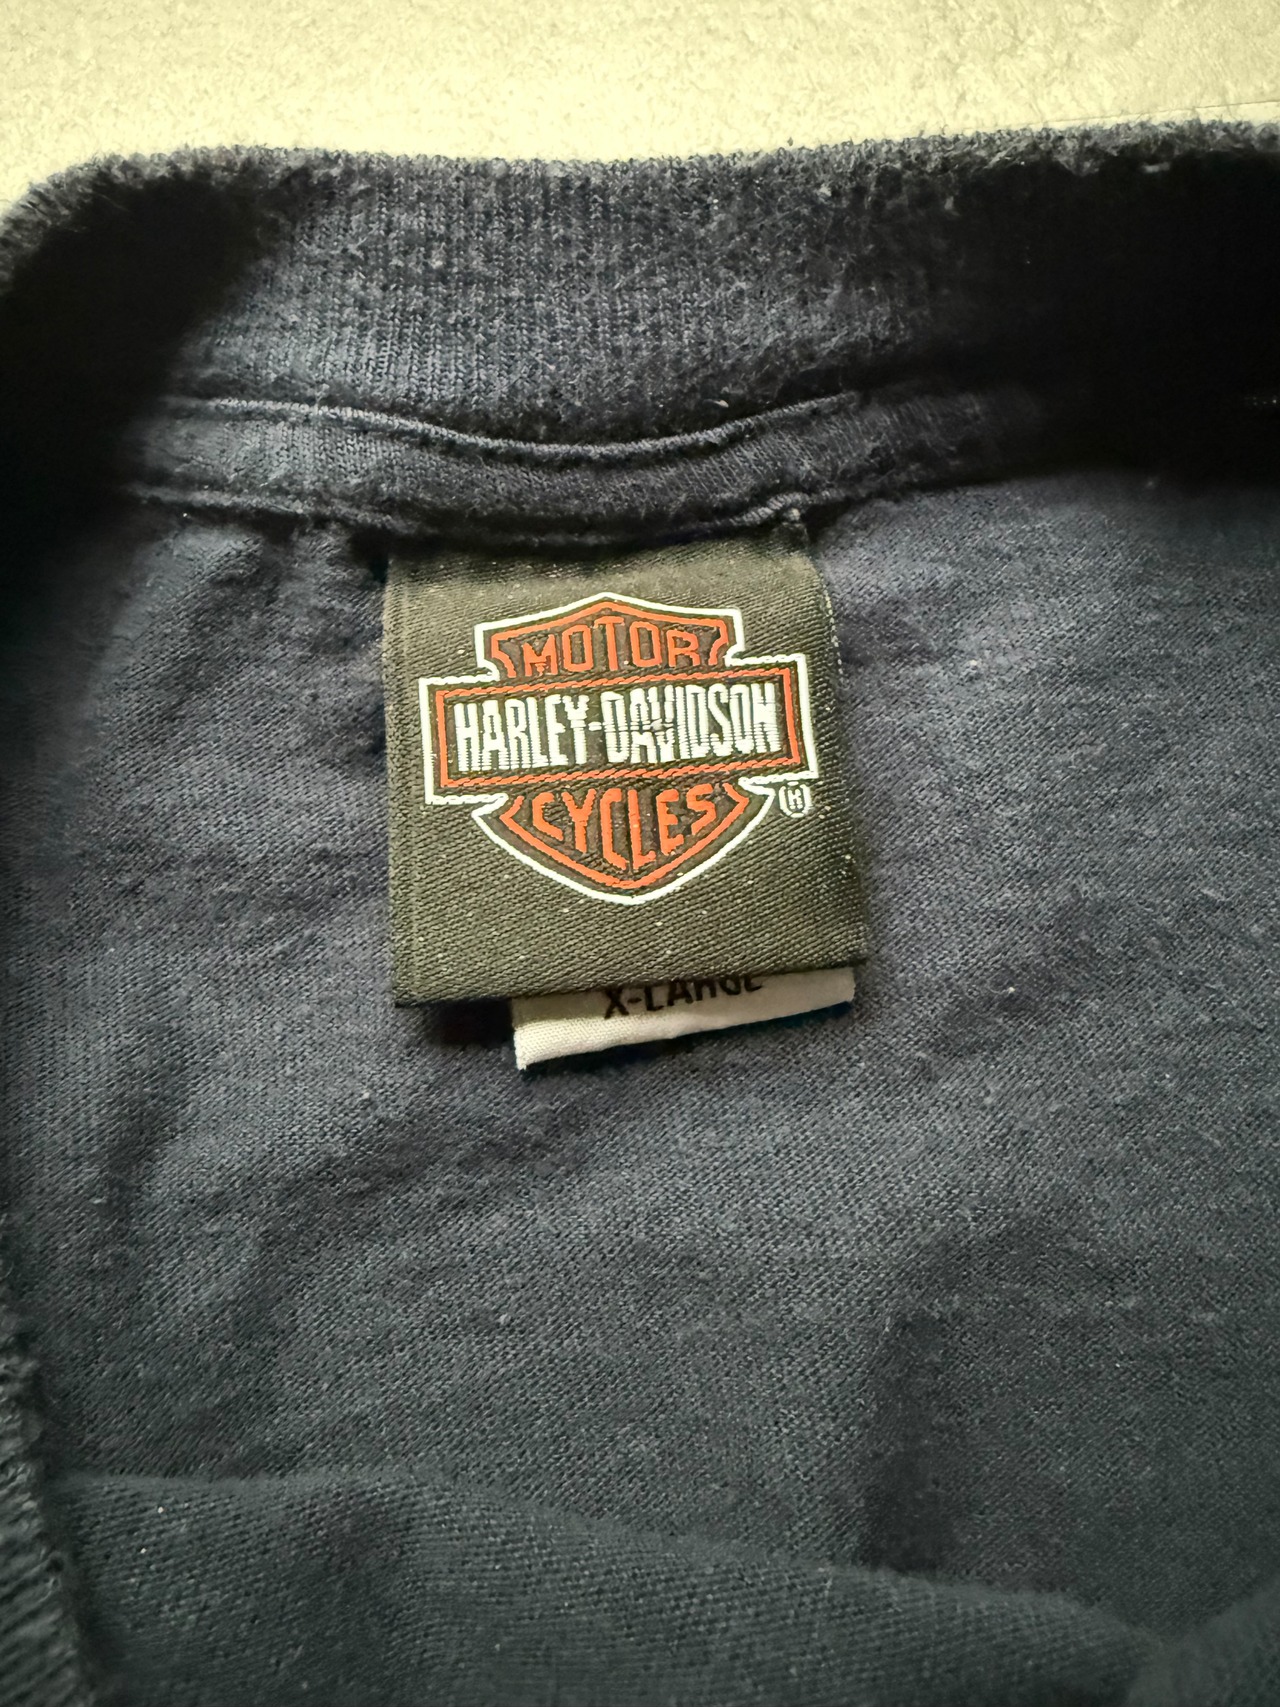 MOTOR
HARLEY-DAVIDSON
CYCLES
®
X-LARGE